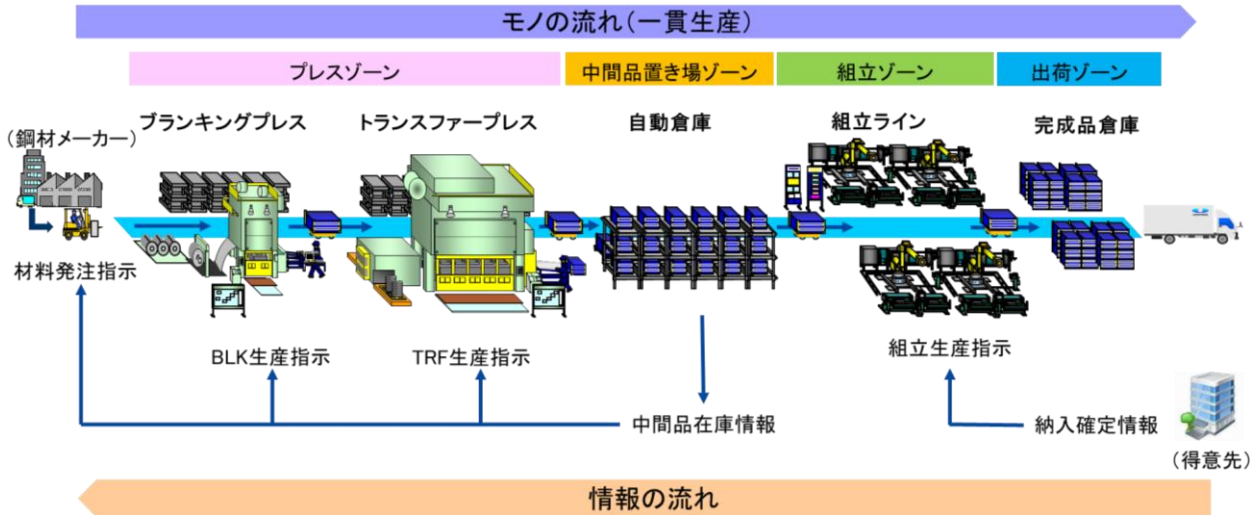 モノの流れ(一貫生産)
プレスゾーン
中間品置き場ゾーン
組立ゾーン
出荷ゾーン
ブランキングプレス
トランスファープレス
自動倉庫
組立ライン
完成品倉庫
(鋼材メーカー)
材料発注指示
BLK生産指示
TRF生産指示
組立生産指示
中間品在庫情報
納入確定情報
(得意先)
情報の流れ